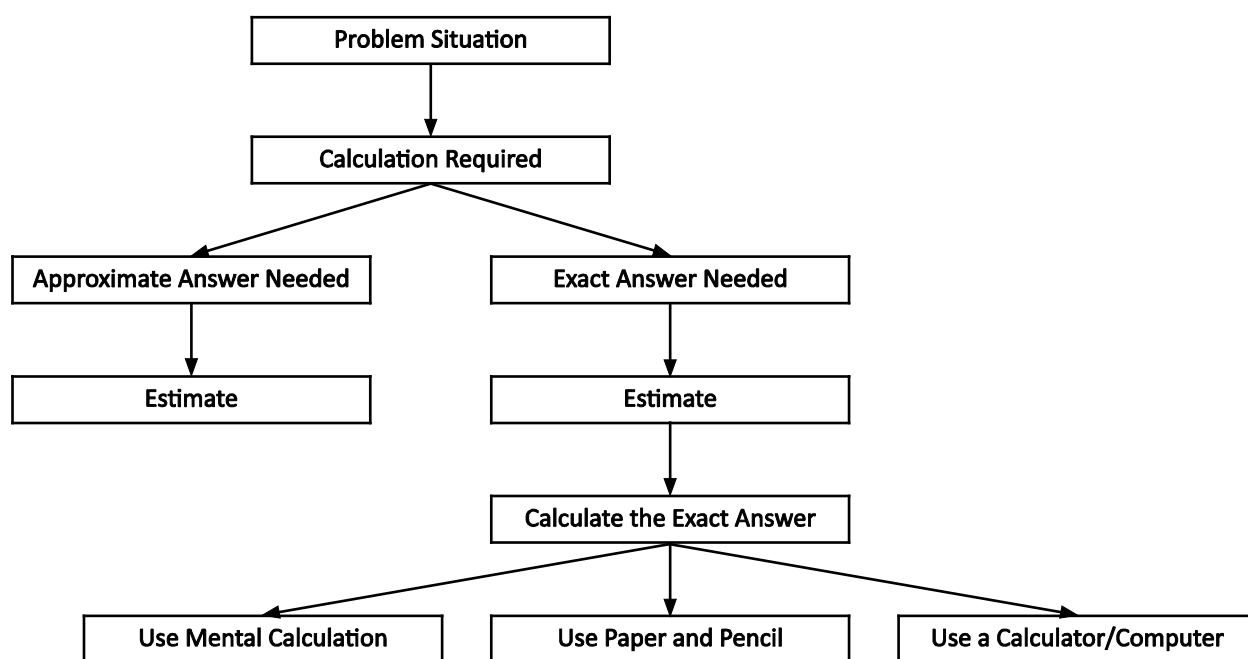 Problem Situation
Calculation Required
Approximate Answer Needed
Exact Answer Needed
Estimate
Estimate
Calculate the Exact Answer
Use Mental Calculation
Use Paper and Pencil
Use a Calculator/Computer